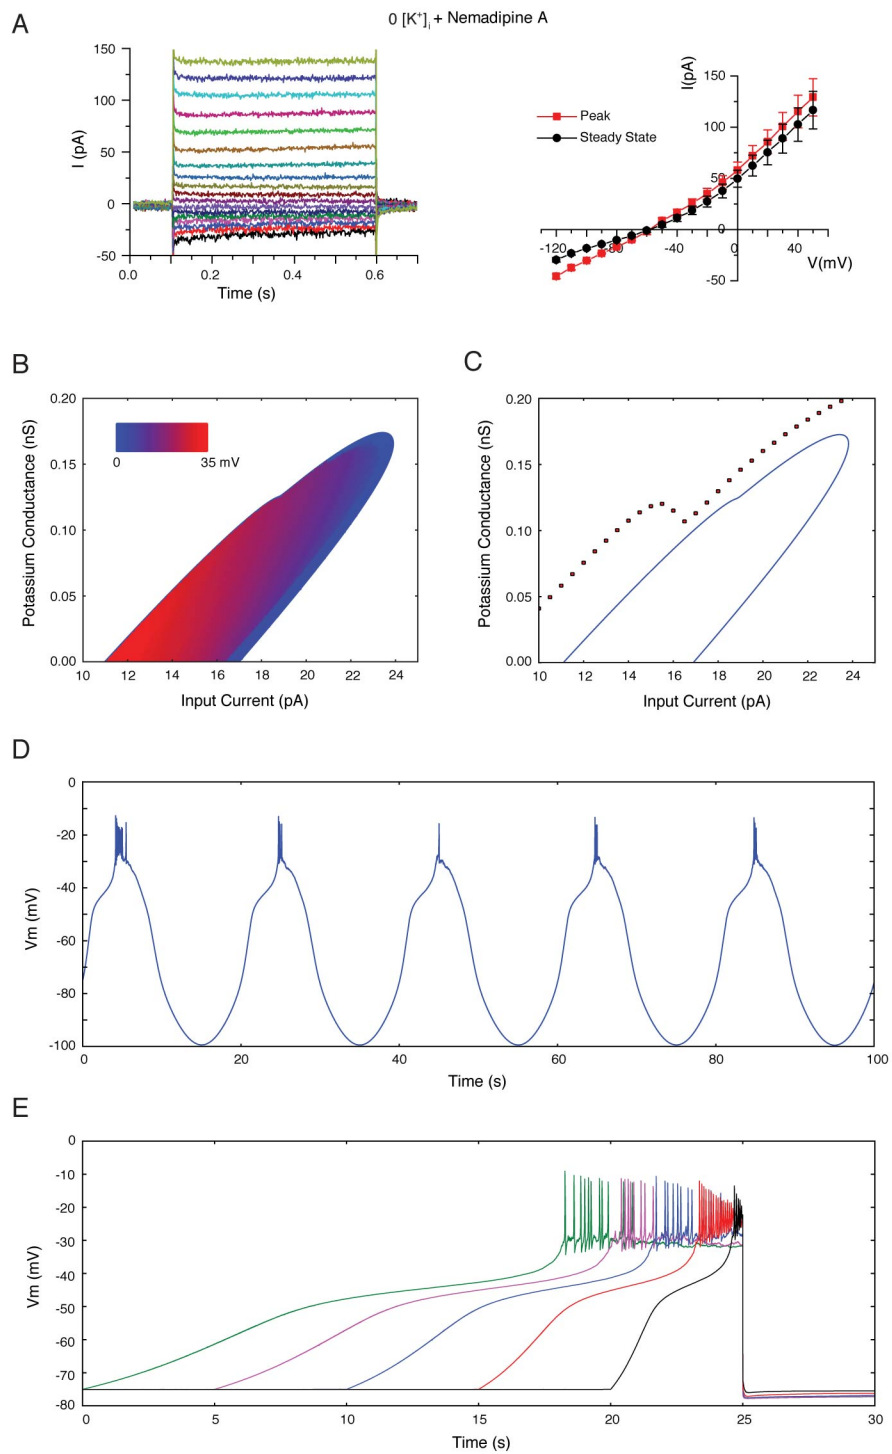 A
0 [K⁺]ᵢ + Nemadipine A
150
100
50
0
-50
I (pA)
0.0 0.2 0.4 0.6
Time (s)
Peak
Steady State
I(pA)
150
100
50
0
-50
-120 -80 -40 0 40
V(mV)
B
0.20
0.15
0.10
0.05
0.00
Potassium Conductance (nS)
0 35 mV
10 12 14 16 18 20 22 24
Input Current (pA)
C
0.20
0.15
0.10
0.05
0.00
Potassium Conductance (nS)
10 12 14 16 18 20 22 24
Input Current (pA)
D
0
-20
-40
-60
-80
-100
Vm (mV)
0 20 40 60 80 100
Time (s)
E
0
-10
-20
-30
-40
-50
-60
-70
-80
Vm (mV)
0 5 10 15 20 25 30
Time (s)